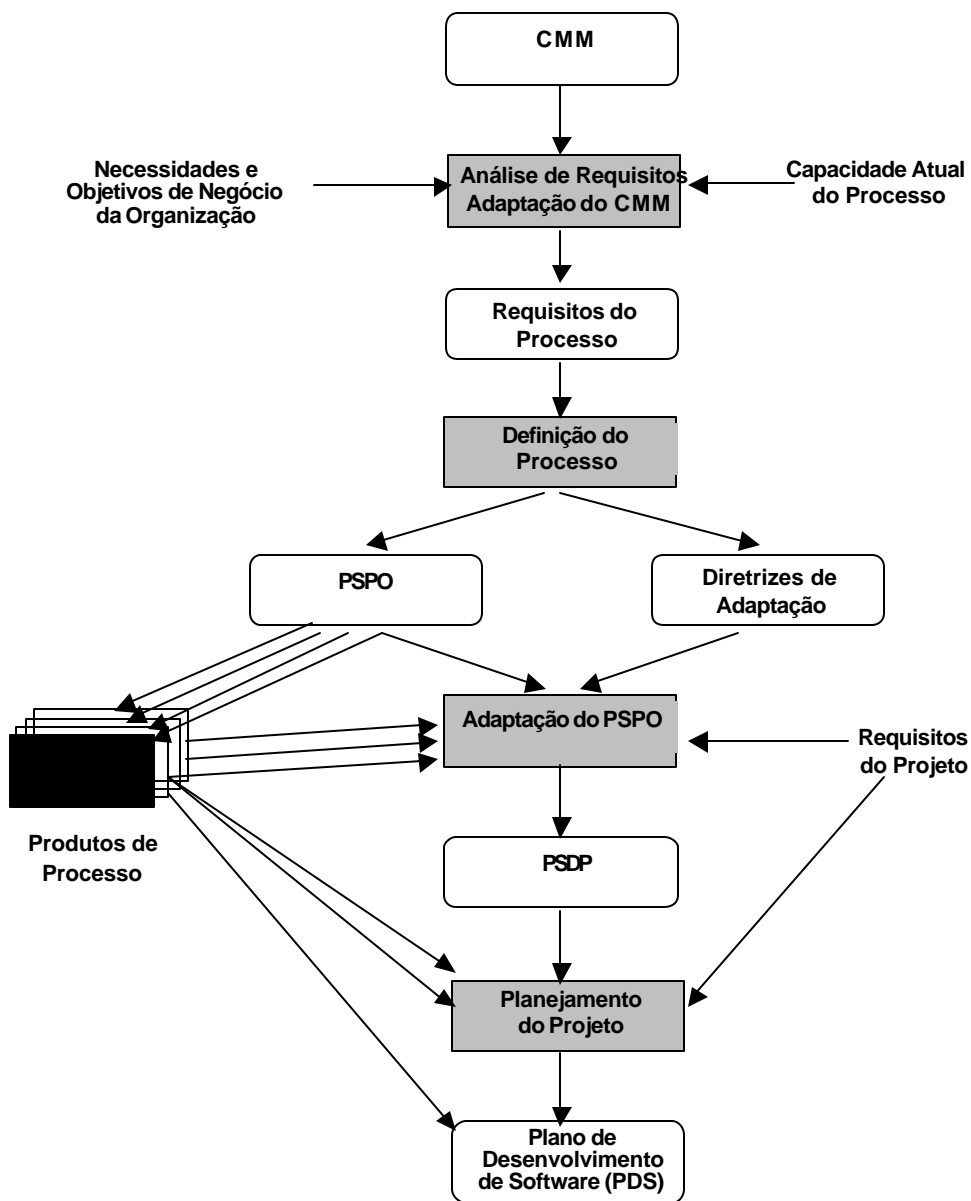 CMM
Necessidades e
Objetivos de Negócio
da Organização
Análise de Requisitos
Adaptação do CMM
Capacidade Atual
do Processo
Requisitos do
Processo
Definição do
Processo
PSPO
Diretrizes de
Adaptação
Adaptação do PSPO
Requisitos
do Projeto
Produtos de
Processo
PSDP
Planejamento
do Projeto
Plano de
Desenvolvimento
de Software (PDS)